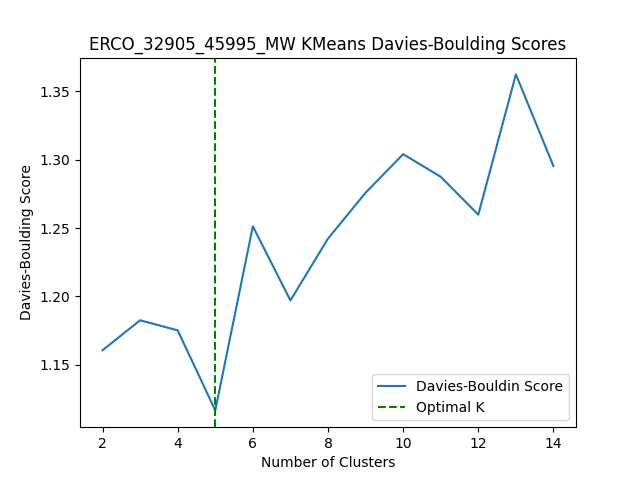 ERCO_32905_45995_MW KMeans Davies-Boulding Scores
1.35
1.30
1.25
1.20
1.15
Davies-Boulding Score
Davies-Bouldin Score
Optimal K
2 4 6 8 10 12 14
Number of Clusters